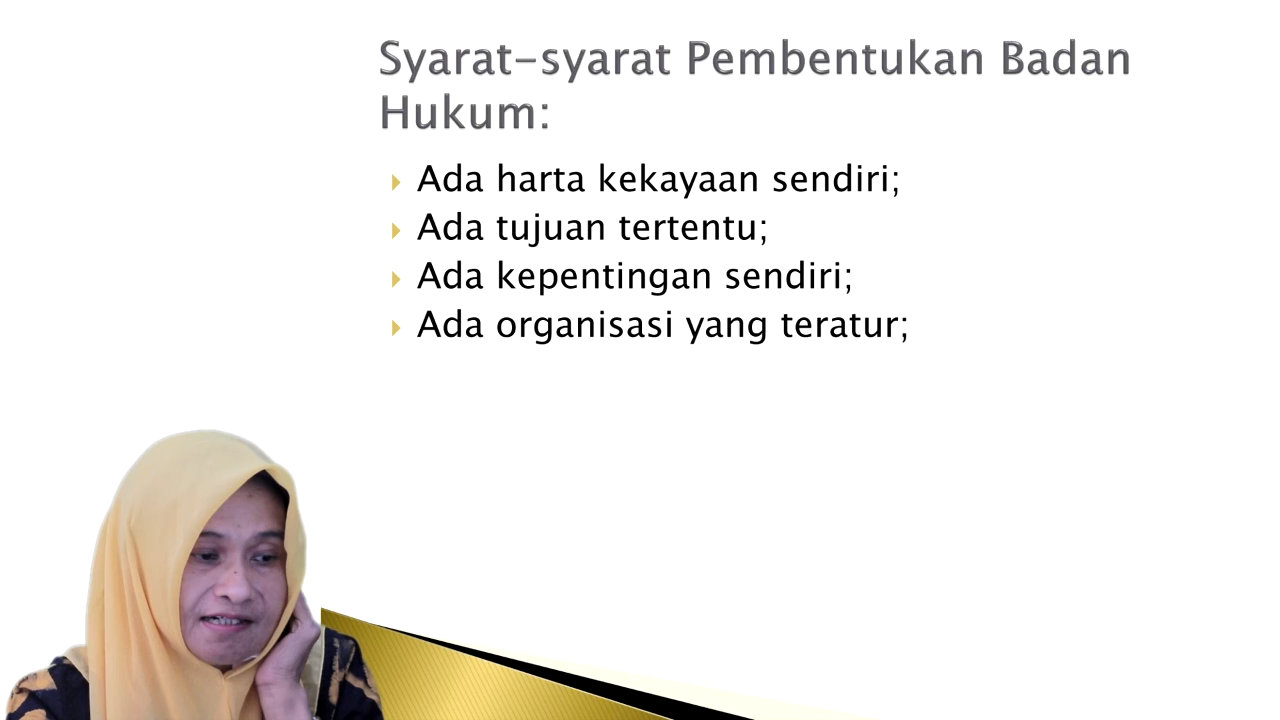 Syarat-syarat Pembentukan Badan
Hukum:
Ada harta kekayaan sendiri;
Ada tujuan tertentu;
Ada kepentingan sendiri;
Ada organisasi yang teratur;